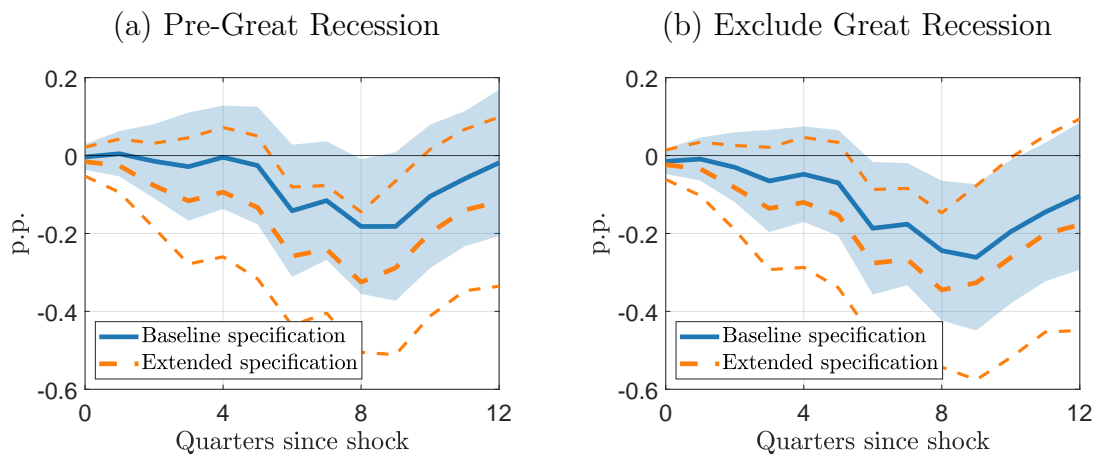 (a) Pre-Great Recession
0.2
0
-0.2
-0.4
-0.6
p.p.
Baseline specification
Extended specification
0 4 8 12
Quarters since shock
(b) Exclude Great Recession
0.2
0
-0.2
-0.4
-0.6
p.p.
Baseline specification
Extended specification
0 4 8 12
Quarters since shock